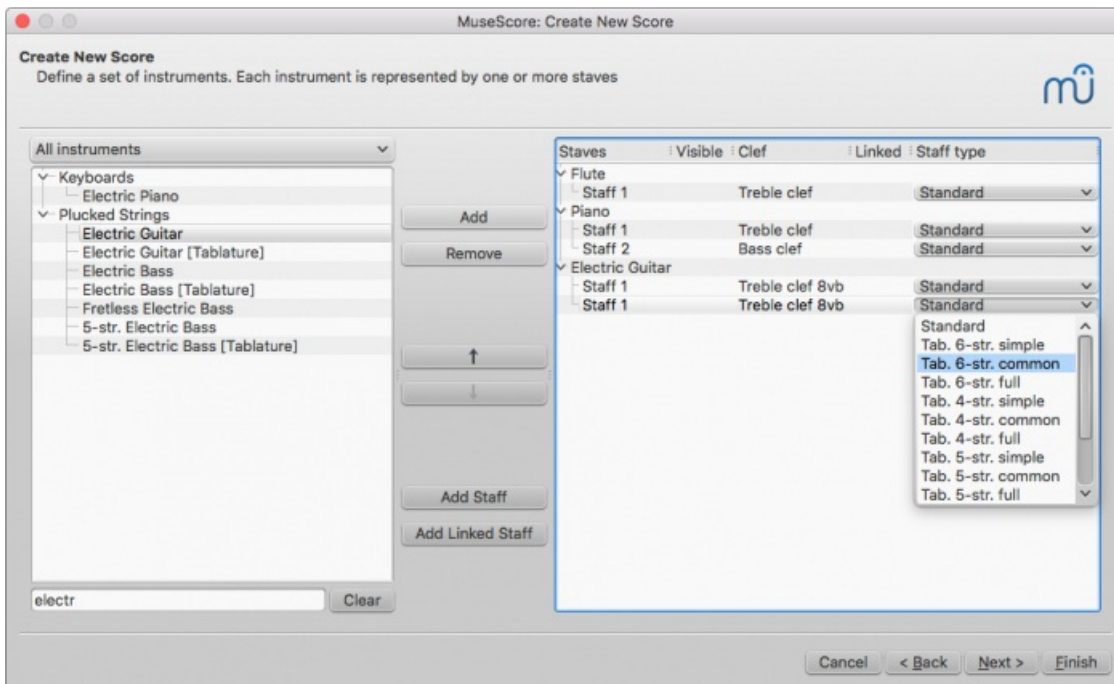 MuseScore: Create New Score
Create New Score
Define a set of instruments. Each instrument is represented by one or more staves
mu
All instruments
Keyboards
Electric Piano
Plucked Strings
Electric Guitar
Electric Guitar [Tablature]
Electric Bass
Electric Bass [Tablature]
Fretless Electric Bass
5-str. Electric Bass
5-str. Electric Bass [Tablature]
electr
Clear
Add
Remove
↑
↓
Add Staff
Add Linked Staff
Staves Visible Clef Linked Staff type
Flute
Staff 1 Treble clef Standard
Piano
Staff 1 Treble clef Standard
Staff 2 Bass clef Standard
Electric Guitar
Staff 1 Treble clef 8vb Standard
Staff 1 Treble clef 8vb Standard
Standard
Tab. 6-str. simple
Tab. 6-str. common
Tab. 6-str. full
Tab. 4-str. simple
Tab. 4-str. common
Tab. 4-str. full
Tab. 5-str. simple
Tab. 5-str. common
Tab. 5-str. full
Cancel < Back Next > Finish